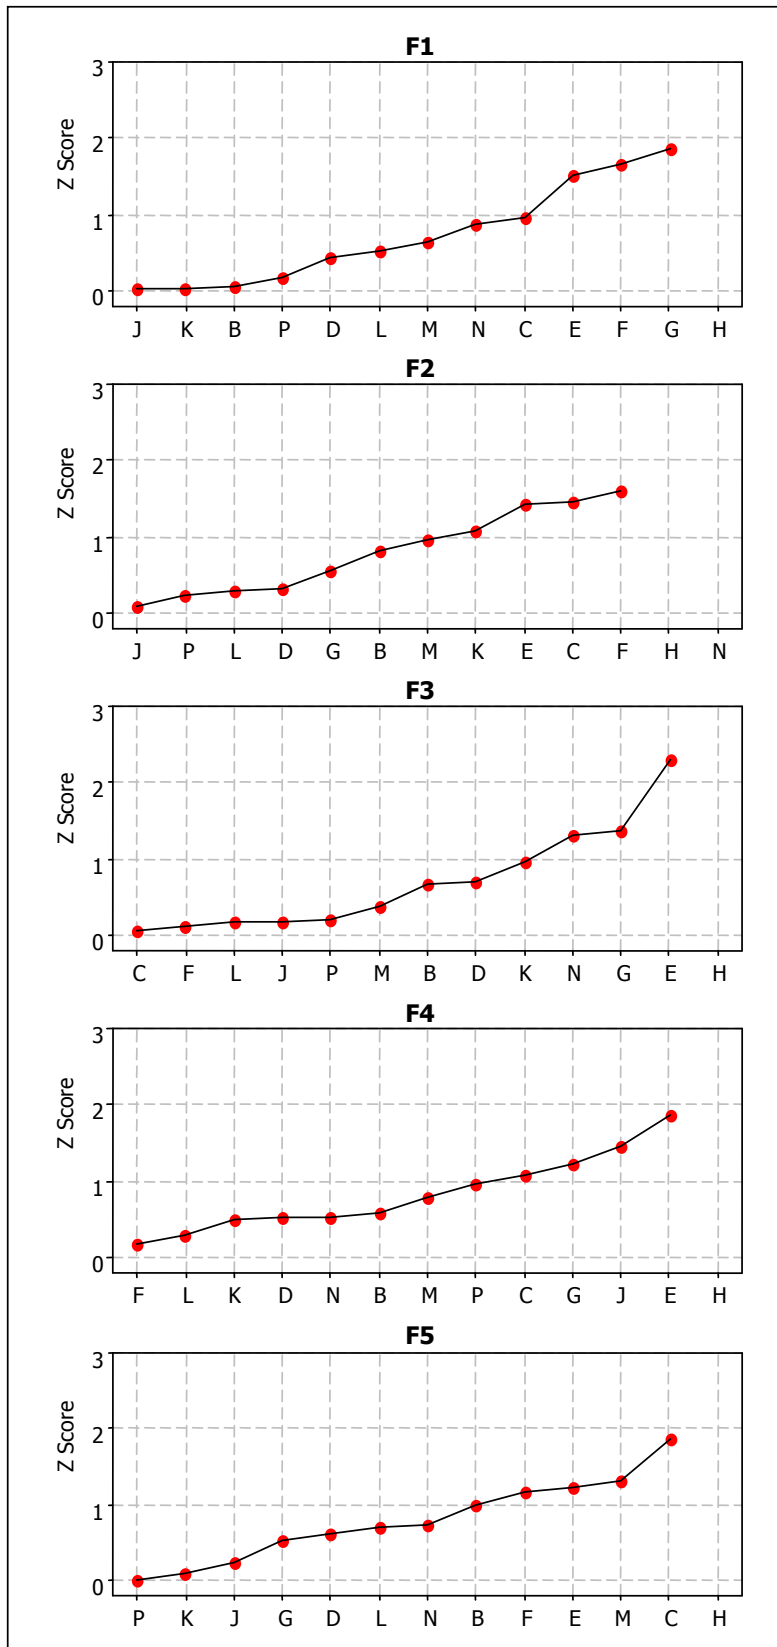 F1
3
2
1
0
Z Score
J K B P D L M N C E F G H
F2
3
2
1
0
Z Score
J P L D G B M K E C F H N
F3
3
2
1
0
Z Score
C F L J P M B D K N G E H
F4
3
2
1
0
Z Score
F L K D N B M P C G J E H
F5
3
2
1
0
Z Score
P K J G D L N B F E M C H